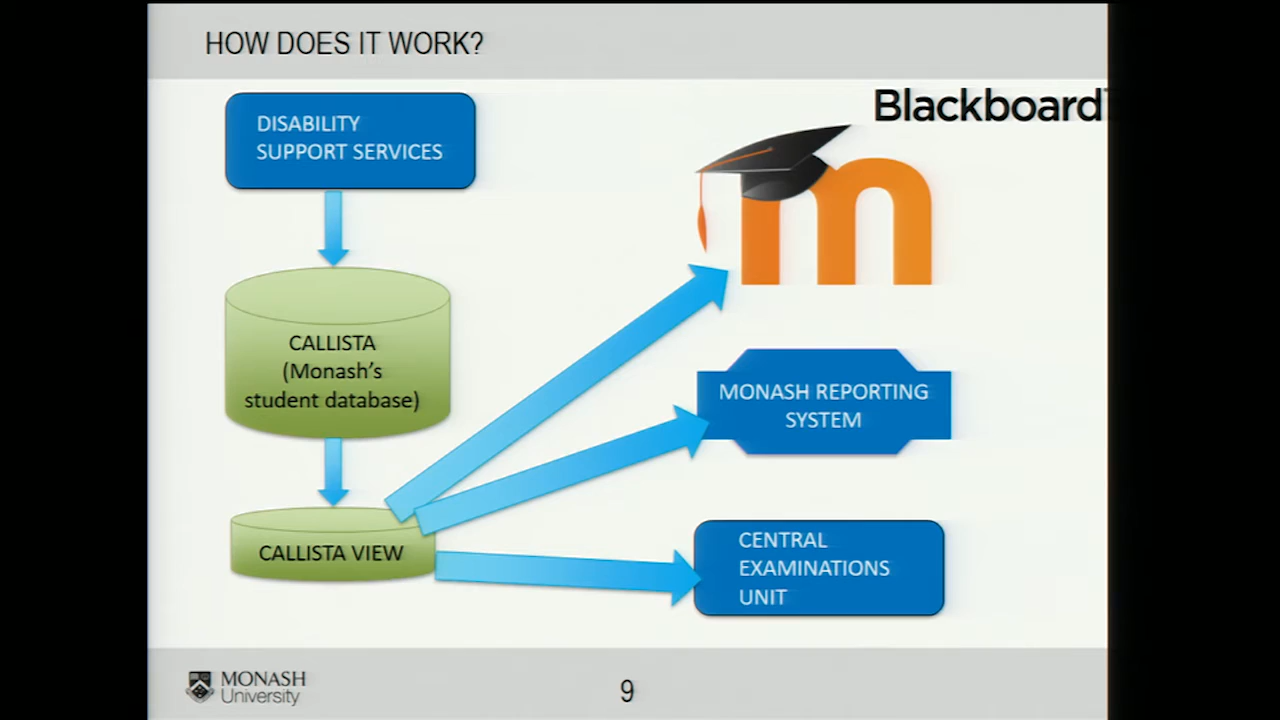 HOW DOES IT WORK?
Blackboard
DISABILITY
SUPPORT SERVICES
m
CALLISTA
(Monash's
student database)
MONASH REPORTING
SYSTEM
CALLISTA VIEW
CENTRAL
EXAMINATIONS
UNIT
MONASH
University
9